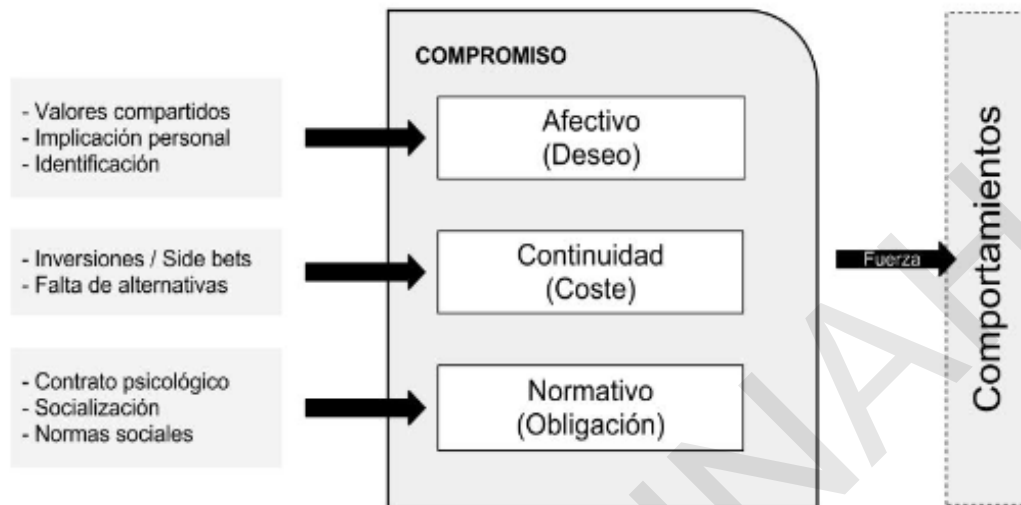 COMPROMISO
- Valores compartidos
- Implicación personal
- Identificación
Afectivo
(Deseo)
- Inversiones / Side bets
- Falta de alternativas
Continuidad
(Coste)
- Contrato psicológico
- Socialización
- Normas sociales
Normativo
(Obligación)
Fuerza
Comportamientos